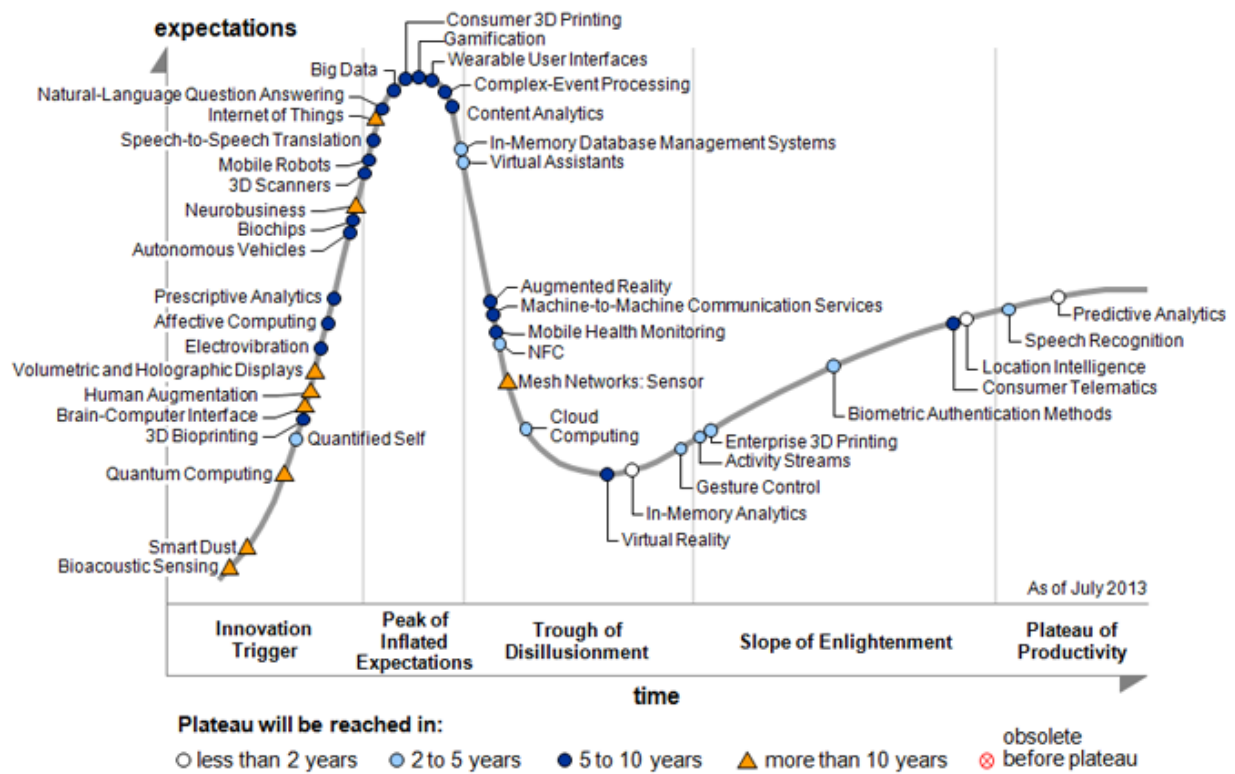 expectations
Consumer 3D Printing
Gamification
Wearable User Interfaces
Big Data
Complex-Event Processing
Natural-Language Question Answering
Content Analytics
Internet of Things
Speech-to-Speech Translation
In-Memory Database Management Systems
Mobile Robots
Virtual Assistants
3D Scanners
Neurobusiness
Biochips
Autonomous Vehicles
Augmented Reality
Prescriptive Analytics
Machine-to-Machine Communication Services
Predictive Analytics
Affective Computing
Mobile Health Monitoring
Speech Recognition
Electrovibration
NFC
Location Intelligence
Volumetric and Holographic Displays
Mesh Networks: Sensor
Consumer Telematics
Human Augmentation
Brain-Computer Interface
Biometric Authentication Methods
3D Bioprinting
Quantified Self
Cloud
Computing
Enterprise 3D Printing
Activity Streams
Quantum Computing
Gesture Control
In-Memory Analytics
Virtual Reality
Smart Dust
Bioacoustic Sensing
As of July 2013
Innovation
Trigger
Peak of
Inflated
Expectations
Trough of
Disillusionment
Slope of Enlightenment
Plateau of
Productivity
time
Plateau will be reached in:
less than 2 years
2 to 5 years
5 to 10 years
more than 10 years
obsolete
before plateau